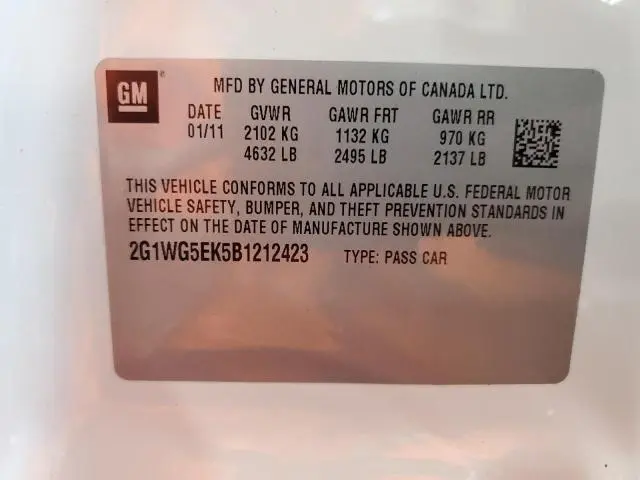 GM ®
MFD BY GENERAL MOTORS OF CANADA LTD.
DATE GVWR GAWR FRT GAWR RR
01/11 2102 KG 1132 KG 970 KG
4632 LB 2495 LB 2137 LB
THIS VEHICLE CONFORMS TO ALL APPLICABLE U.S. FEDERAL MOTOR
VEHICLE SAFETY, BUMPER, AND THEFT PREVENTION STANDARDS IN
EFFECT ON THE DATE OF MANUFACTURE SHOWN ABOVE.
2G1WG5EK5B1212423 TYPE: PASS CAR